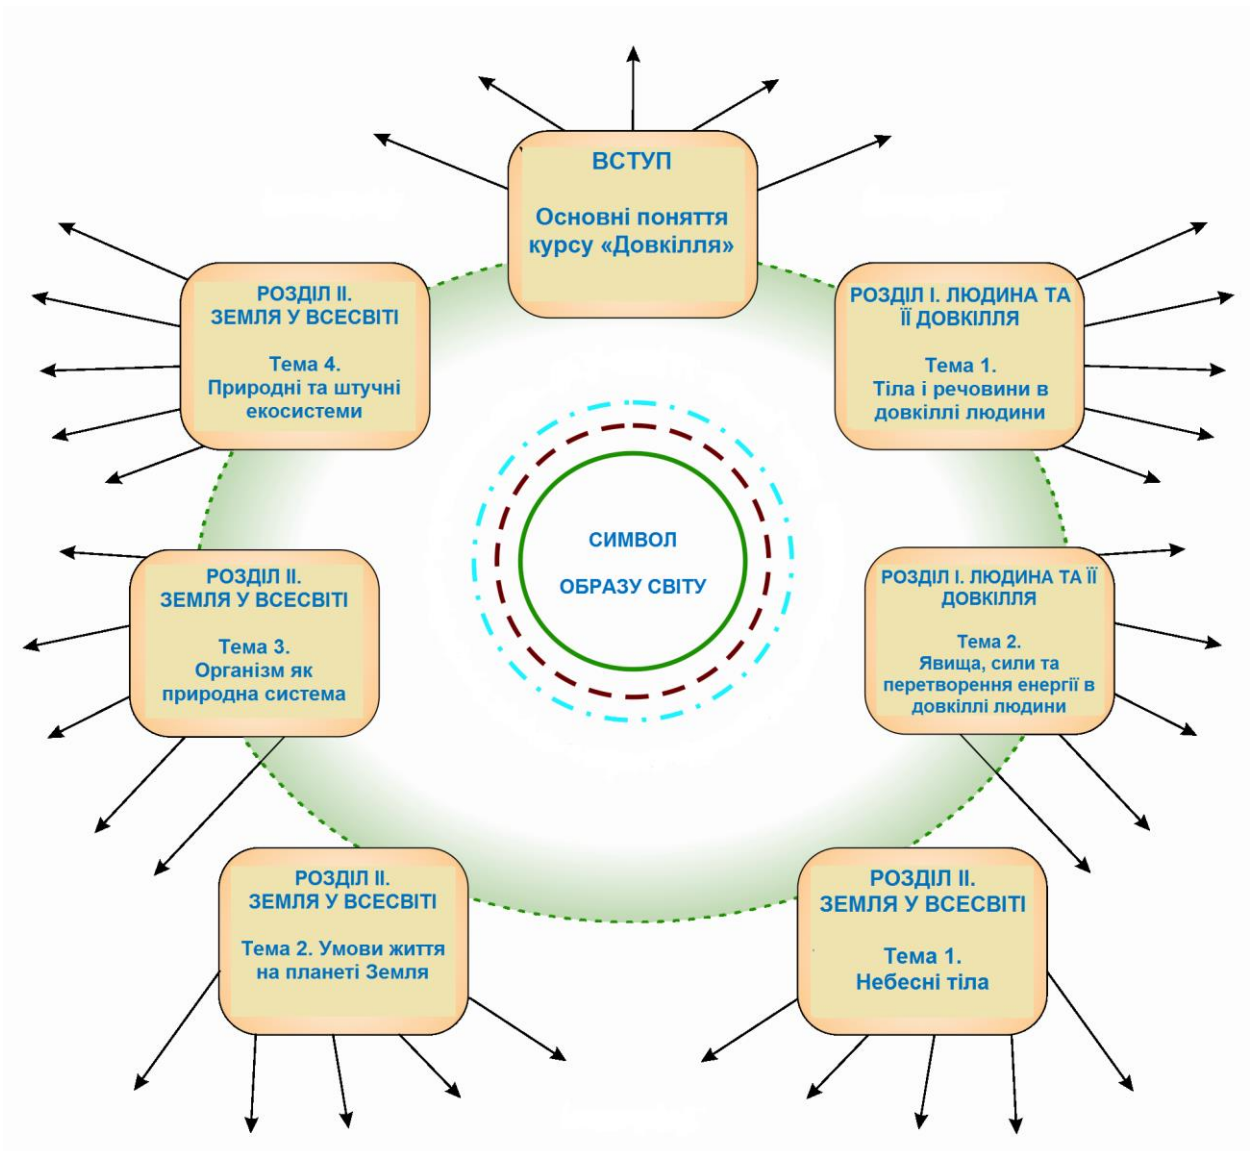 ВСТУП
Основні поняття
курсу «Довкілля»
РОЗДІЛ І. ЛЮДИНА ТА
ЇЇ ДОВКІЛЛЯ
Тема 1.
Тіла і речовини в
довкіллі людини
РОЗДІЛ І. ЛЮДИНА ТА ЇЇ
ДОВКІЛЛЯ
Тема 2.
Явища, сили та
перетворення енергії в
довкіллі людини
РОЗДІЛ ІІ.
ЗЕМЛЯ У ВСЕСВІТІ
Тема 1.
Небесні тіла
РОЗДІЛ ІІ.
ЗЕМЛЯ У ВСЕСВІТІ
Тема 2. Умови життя
на планеті Земля
РОЗДІЛ ІІ.
ЗЕМЛЯ У ВСЕСВІТІ
Тема 3.
Організм як
природна система
РОЗДІЛ ІІ.
ЗЕМЛЯ У ВСЕСВІТІ
Тема 4.
Природні та штучні
екосистеми
СИМВОЛ
ОБРАЗУ СВІТУ